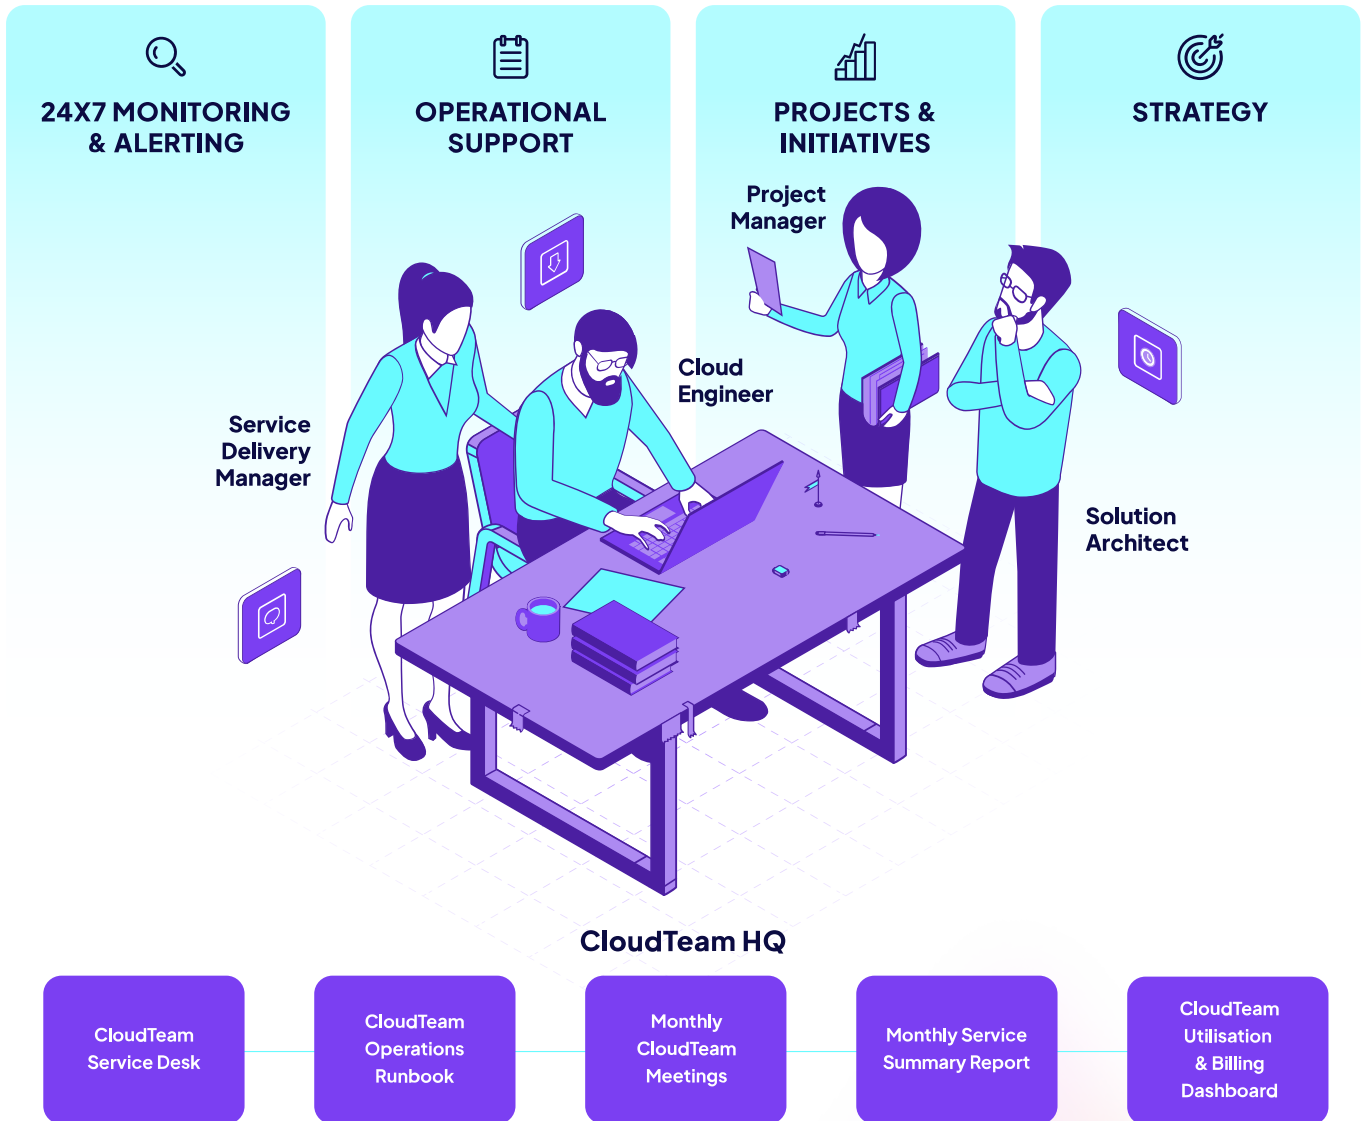 24X7 MONITORING
& ALERTING
OPERATIONAL
SUPPORT
PROJECTS &
INITIATIVES
STRATEGY
Project
Manager
Cloud
Engineer
Service
Delivery
Manager
Solution
Architect
CloudTeam HQ
CloudTeam
Service Desk
CloudTeam
Operations
Runbook
Monthly
CloudTeam
Meetings
Monthly Service
Summary Report
CloudTeam
Utilisation
& Billing
Dashboard